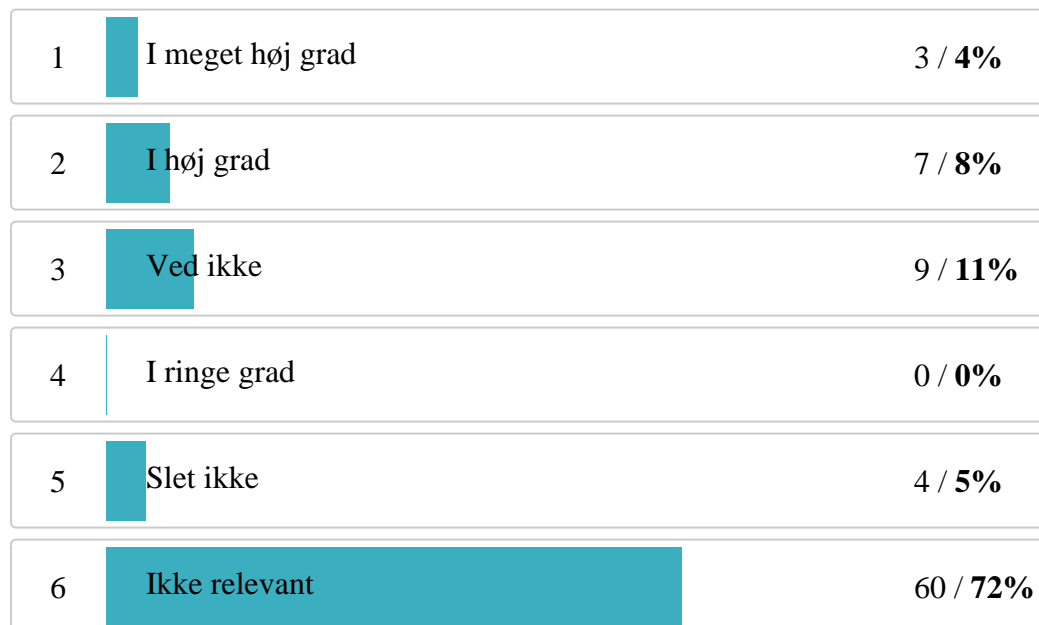 1 I meget høj grad 3 / 4%
2 I høj grad 7 / 8%
3 Ved ikke 9 / 11%
4 I ringe grad 0 / 0%
5 Slet ikke 4 / 5%
6 Ikke relevant 60 / 72%